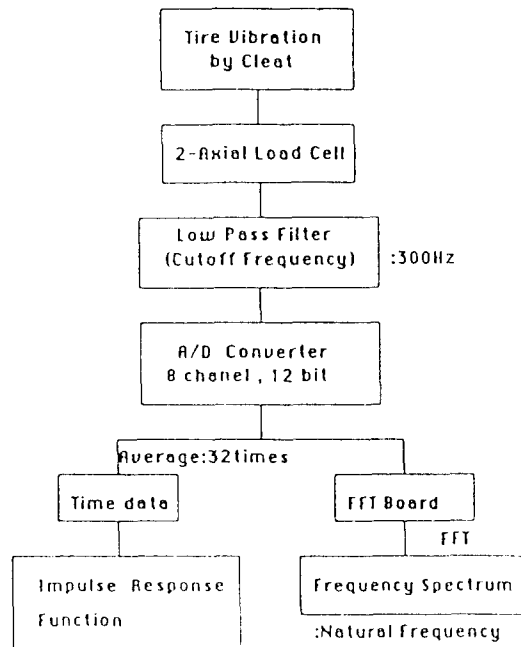 Tire Vibration
by Cleat
2-Axial Load Cell
Low Pass Filter
(Cutoff Frequency)
:300Hz
A/D Converter
8 chanel, 12 bit
Average:32times
Time data
FFT Board
FFT
Impulse Response
Function
Frequency Spectrum
:Natural Frequency